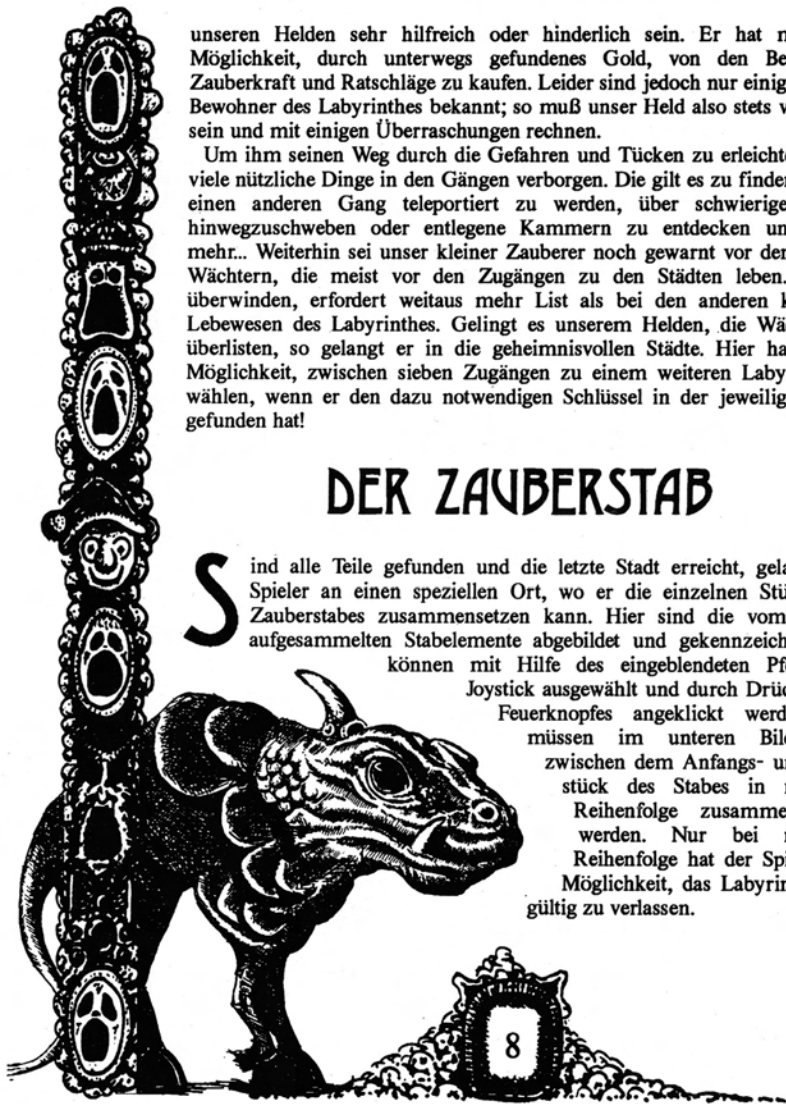 unseren Helden sehr hilfreich oder hinderlich sein. Er hat
Möglichkeit, durch unterwegs gefundenes Gold, von den
Zauberkraft und Ratschläge zu kaufen. Leider sind jedoch nur
Bewohner des Labyrinthes bekannt; so muß unser Held also stets
sein und mit einigen Überraschungen rechnen.
Um ihm seinen Weg durch die Gefahren und Tücken zu
viele nützliche Dinge in den Gängen verborgen. Die gilt es zu
einen anderen Gang teleportiert zu werden, über
hinwegzuschweben oder entlegene Kammern zu entdecken
mehr... Weiterhin sei unser kleiner Zauberer noch gewarnt vor
Wächtern, die meist vor den Zugängen zu den Städten leben.
überwinden, erfordert weitaus mehr List als bei den anderen
Lebewesen des Labyrinthes. Gelingt es unserem Helden, die
überlisten, so gelangt er in die geheimnisvollen Städte. Hier
Möglichkeit, zwischen sieben Zugängen zu einem weiteren
wählen, wenn er den dazu notwendigen Schlüssel in der
gefunden hat!
DER ZAUBERSTAB
Sind alle Teile gefunden und die letzte Stadt erreicht,
Spieler an einen speziellen Ort, wo er die einzelnen
Zauberstabes zusammensetzen kann. Hier sind die vom
aufgesammelten Stabelemente abgebildet und
können mit Hilfe des eingeblendeten
Joystick ausgewählt und durch
Feuerknopfes angeklickt
müssen im unteren
zwischen dem Anfangs-
stück des Stabes in
Reihenfolge
werden. Nur bei
Reihenfolge hat der
Möglichkeit, das
gültig zu verlassen.
8